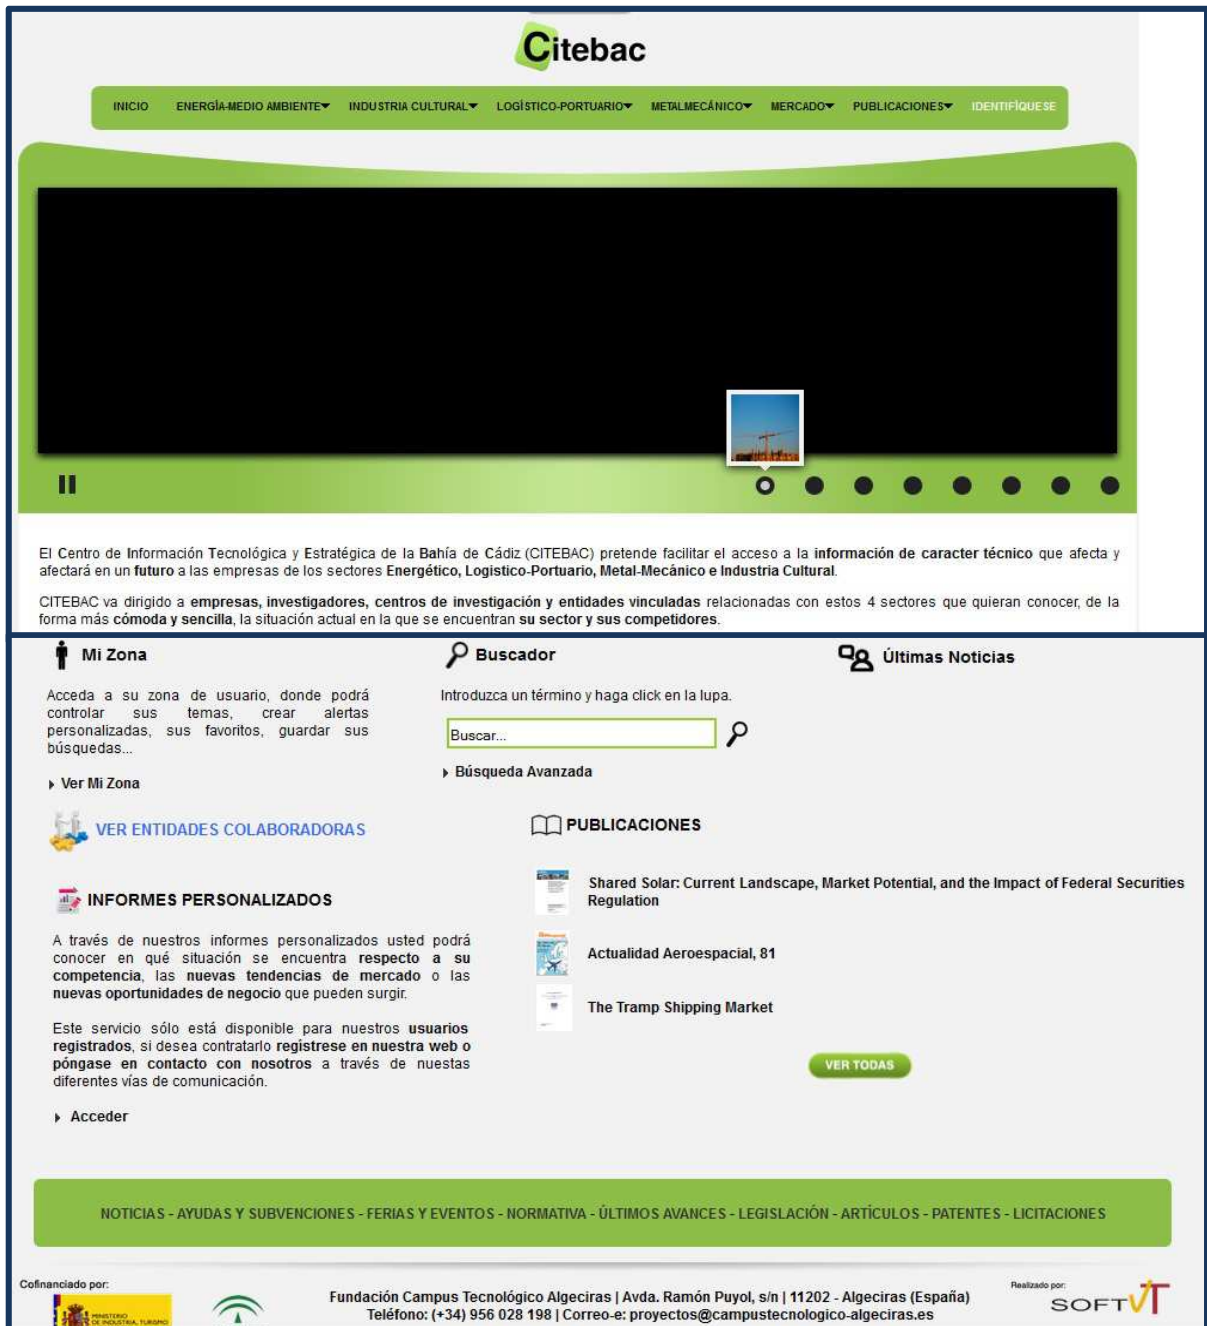 Citebac
INICIO ENERGÍA-MEDIO AMBIENTE INDUSTRIA CULTURAL LOGÍSTICO-PORTUARIO METALMECÁNICO MERCADO PUBLICACIONES IDENTIFÍQUESE
El Centro de Información Tecnológica y Estratégica de la Bahía de Cádiz (CITEBAC) pretende facilitar el acceso a la información de caracter técnico que afecta y
afectará en un futuro a las empresas de los sectores Energético, Logistico-Portuario, Metal-Mecánico e Industria Cultural.
CITEBAC va dirigido a empresas, investigadores, centros de investigación y entidades vinculadas relacionadas con estos 4 sectores que quieran conocer, de la
forma más cómoda y sencilla, la situación actual en la que se encuentran su sector y sus competidores.
Mi Zona
Acceda a su zona de usuario, donde podrá
controlar sus temas, crear alertas
personalizadas, sus favoritos, guardar sus
búsquedas...
Ver Mi Zona
Buscador
Introduzca un término y haga click en la lupa.
Buscar...
Búsqueda Avanzada
Últimas Noticias
VER ENTIDADES COLABORADORAS
INFORMES PERSONALIZADOS
A través de nuestros informes personalizados usted podrá
conocer en qué situación se encuentra respecto a su
competencia, las nuevas tendencias de mercado o las
nuevas oportunidades de negocio que pueden surgir.
Este servicio sólo está disponible para nuestros usuarios
registrados, si desea contratarlo regístrese en nuestra web o
póngase en contacto con nosotros a través de nuestas
diferentes vías de comunicación.
Acceder
PUBLICACIONES
Shared Solar: Current Landscape, Market Potential, and the Impact of Federal Securities
Regulation
Actualidad Aeroespacial, 81
The Tramp Shipping Market
VER TODAS
NOTICIAS - AYUDAS Y SUBVENCIONES - FERIAS Y EVENTOS - NORMATIVA - ÚLTIMOS AVANCES - LEGISLACIÓN - ARTÍCULOS - PATENTES - LICITACIONES
Cofinanciado por:
MINISTERIO
DE INDUSTRIA, TURISMO
Fundación Campus Tecnológico Algeciras | Avda. Ramón Puyol, s/n | 11202 - Algeciras (España)
Teléfono: (+34) 956 028 198 | Correo-e: proyectos@campustecnologico-algeciras.es
Realizado por:
SOFTVT